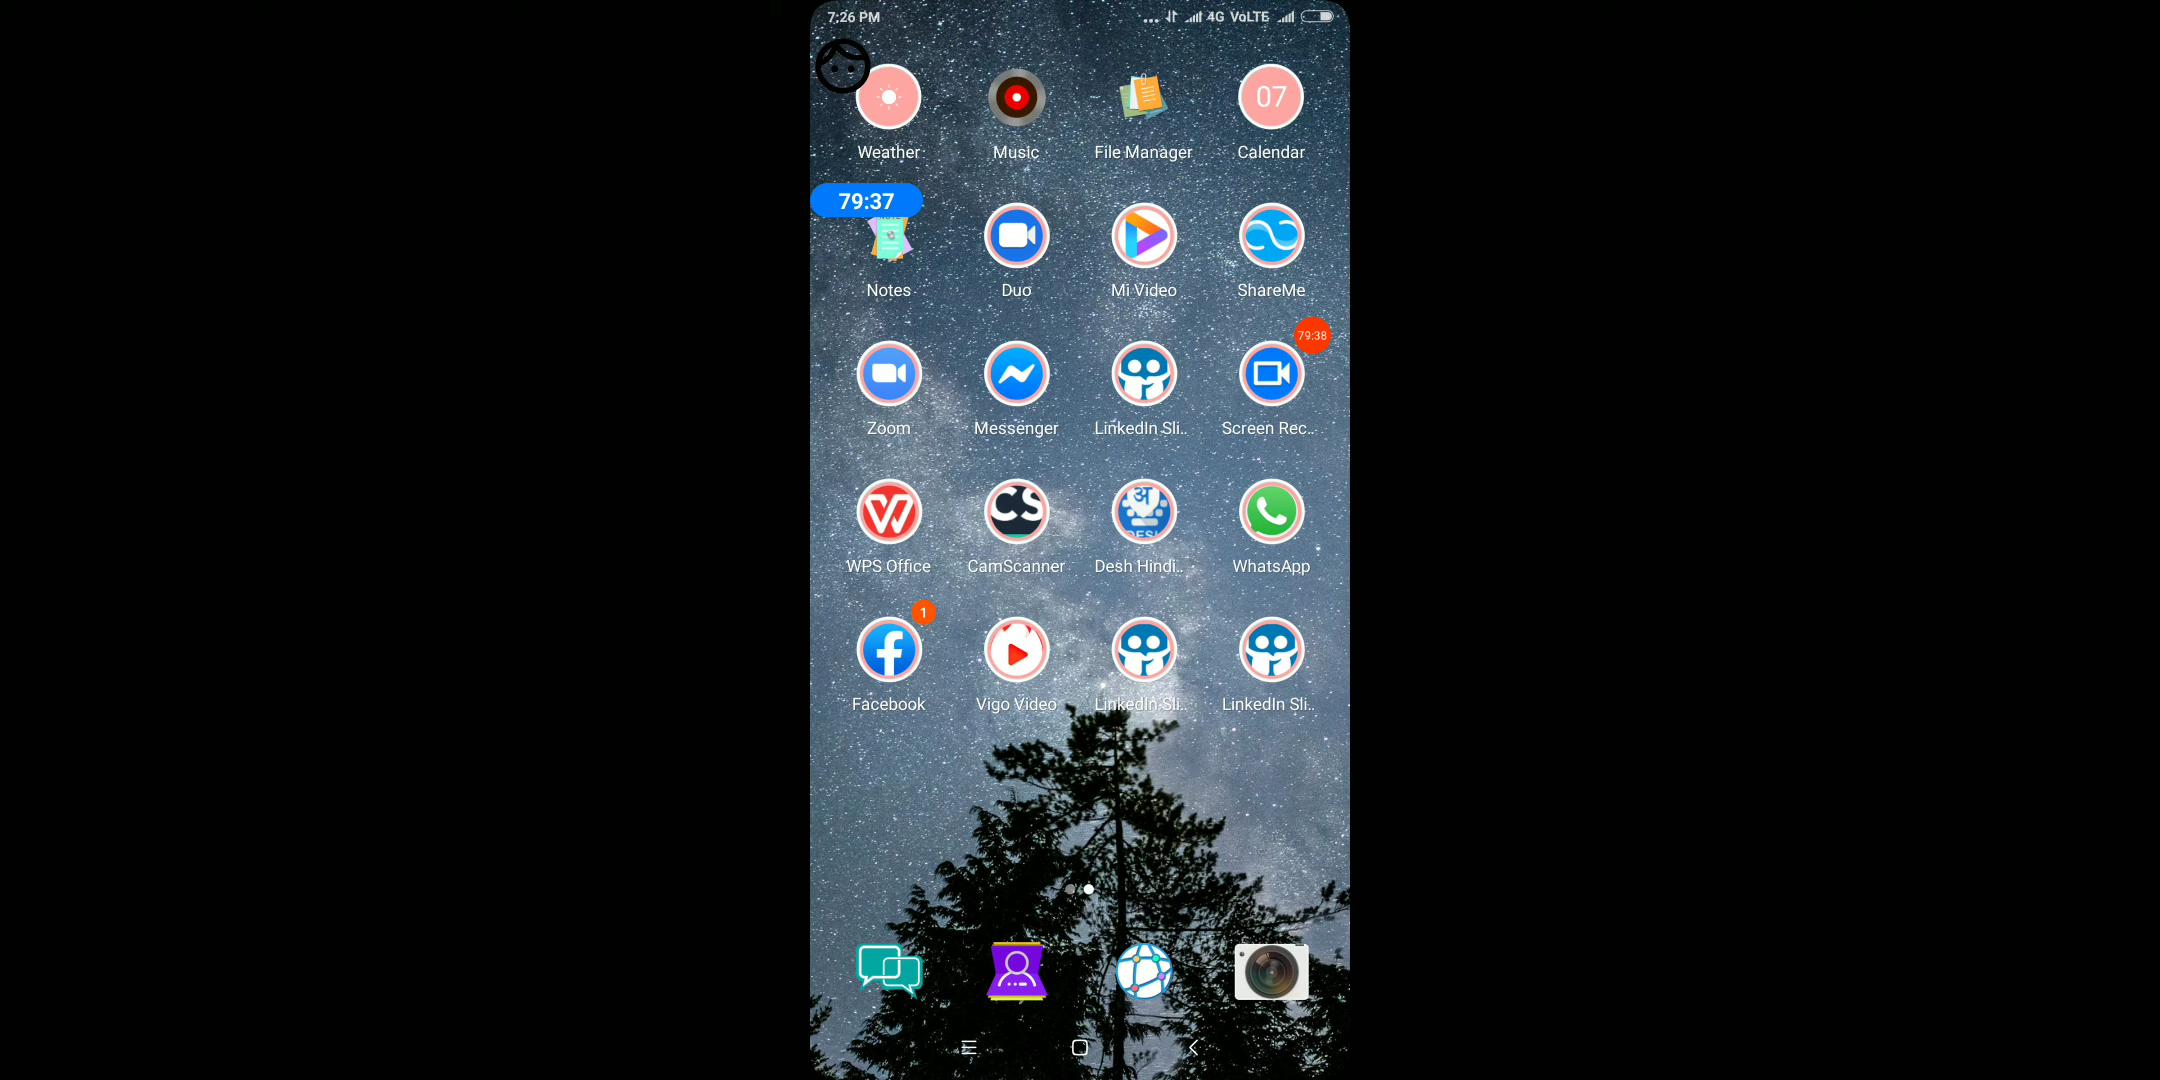 7:26 PM
... 4G VoLTE
07
Weather
Music
File Manager
Calendar
79:37
Notes
Duo
Mi Video
ShareMe
79:38
Zoom
Messenger
LinkedIn Sli..
Screen Rec..
CS
अ
DESH
WPS Office
CamScanner
Desh Hindi..
WhatsApp
1
Facebook
Vigo Video
LinkedIn Sli..
LinkedIn Sli..